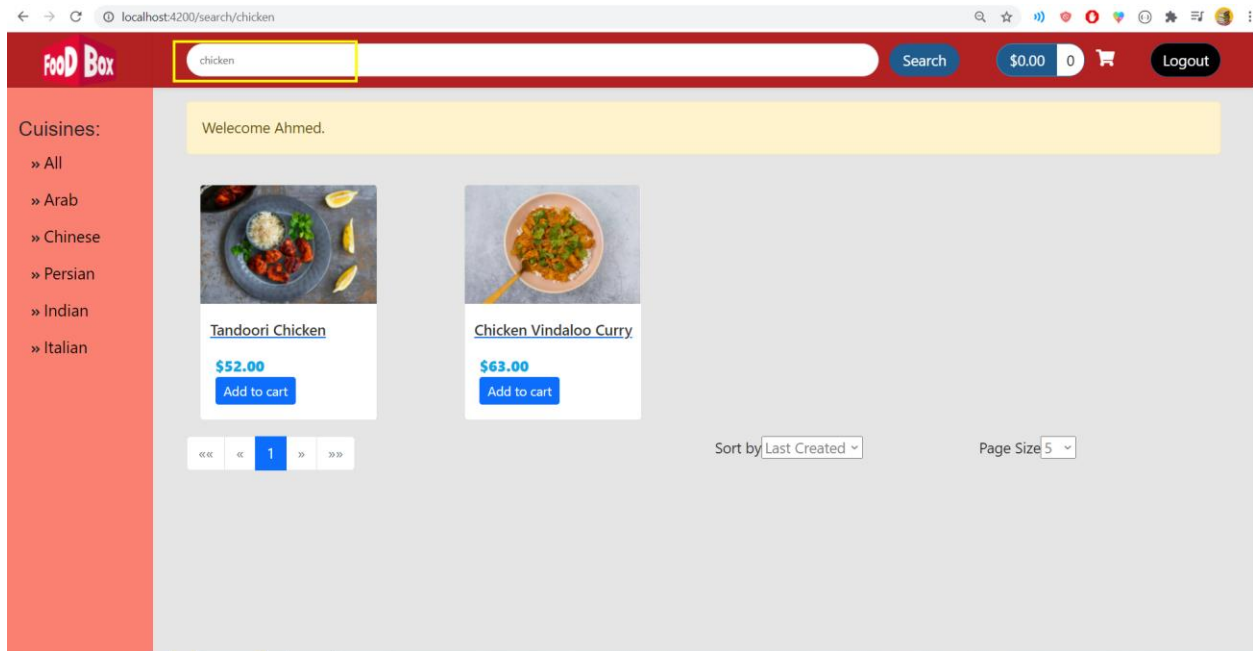 localhost:4200/search/chicken
FooD Box
chicken
Search
$0.00 0
Logout
Cuisines:
» All
» Arab
» Chinese
» Persian
» Indian
» Italian
Welecome Ahmed.
Tandoori Chicken
$52.00
Add to cart
Chicken Vindaloo Curry
$63.00
Add to cart
«« « 1 » »»
Sort by Last Created
Page Size 5